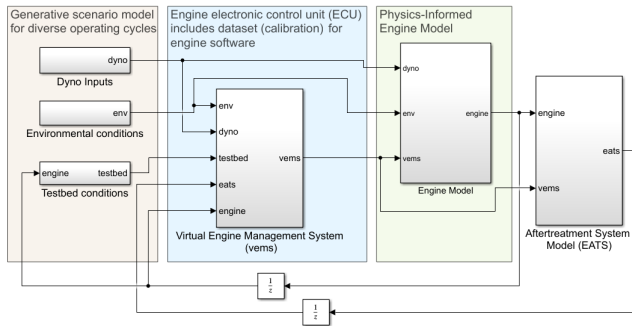 Generative scenario model
for diverse operating cycles
Engine electronic control unit (ECU)
includes dataset (calibration) for
engine software
Physics-Informed
Engine Model
dyno
Dyno Inputs
env
Environmental conditions
engine
testbed
Testbed conditions
env
dyno
testbed
eats
engine
vems
Virtual Engine Management System
(vems)
dyno
env
vems
engine
Engine Model
engine
vems
eats
Aftertreatment System
Model (EATS)
1
z
1
z